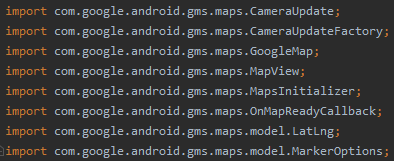 import com.google.android.gms.maps.CameraUpdate;
import com.google.android.gms.maps.CameraUpdateFactory;
import com.google.android.gms.maps.GoogleMap;
import com.google.android.gms.maps.MapView;
import com.google.android.gms.maps.MapsInitializer;
import com.google.android.gms.maps.OnMapReadyCallback;
import com.google.android.gms.maps.model.LatLng;
import com.google.android.gms.maps.model.MarkerOptions;